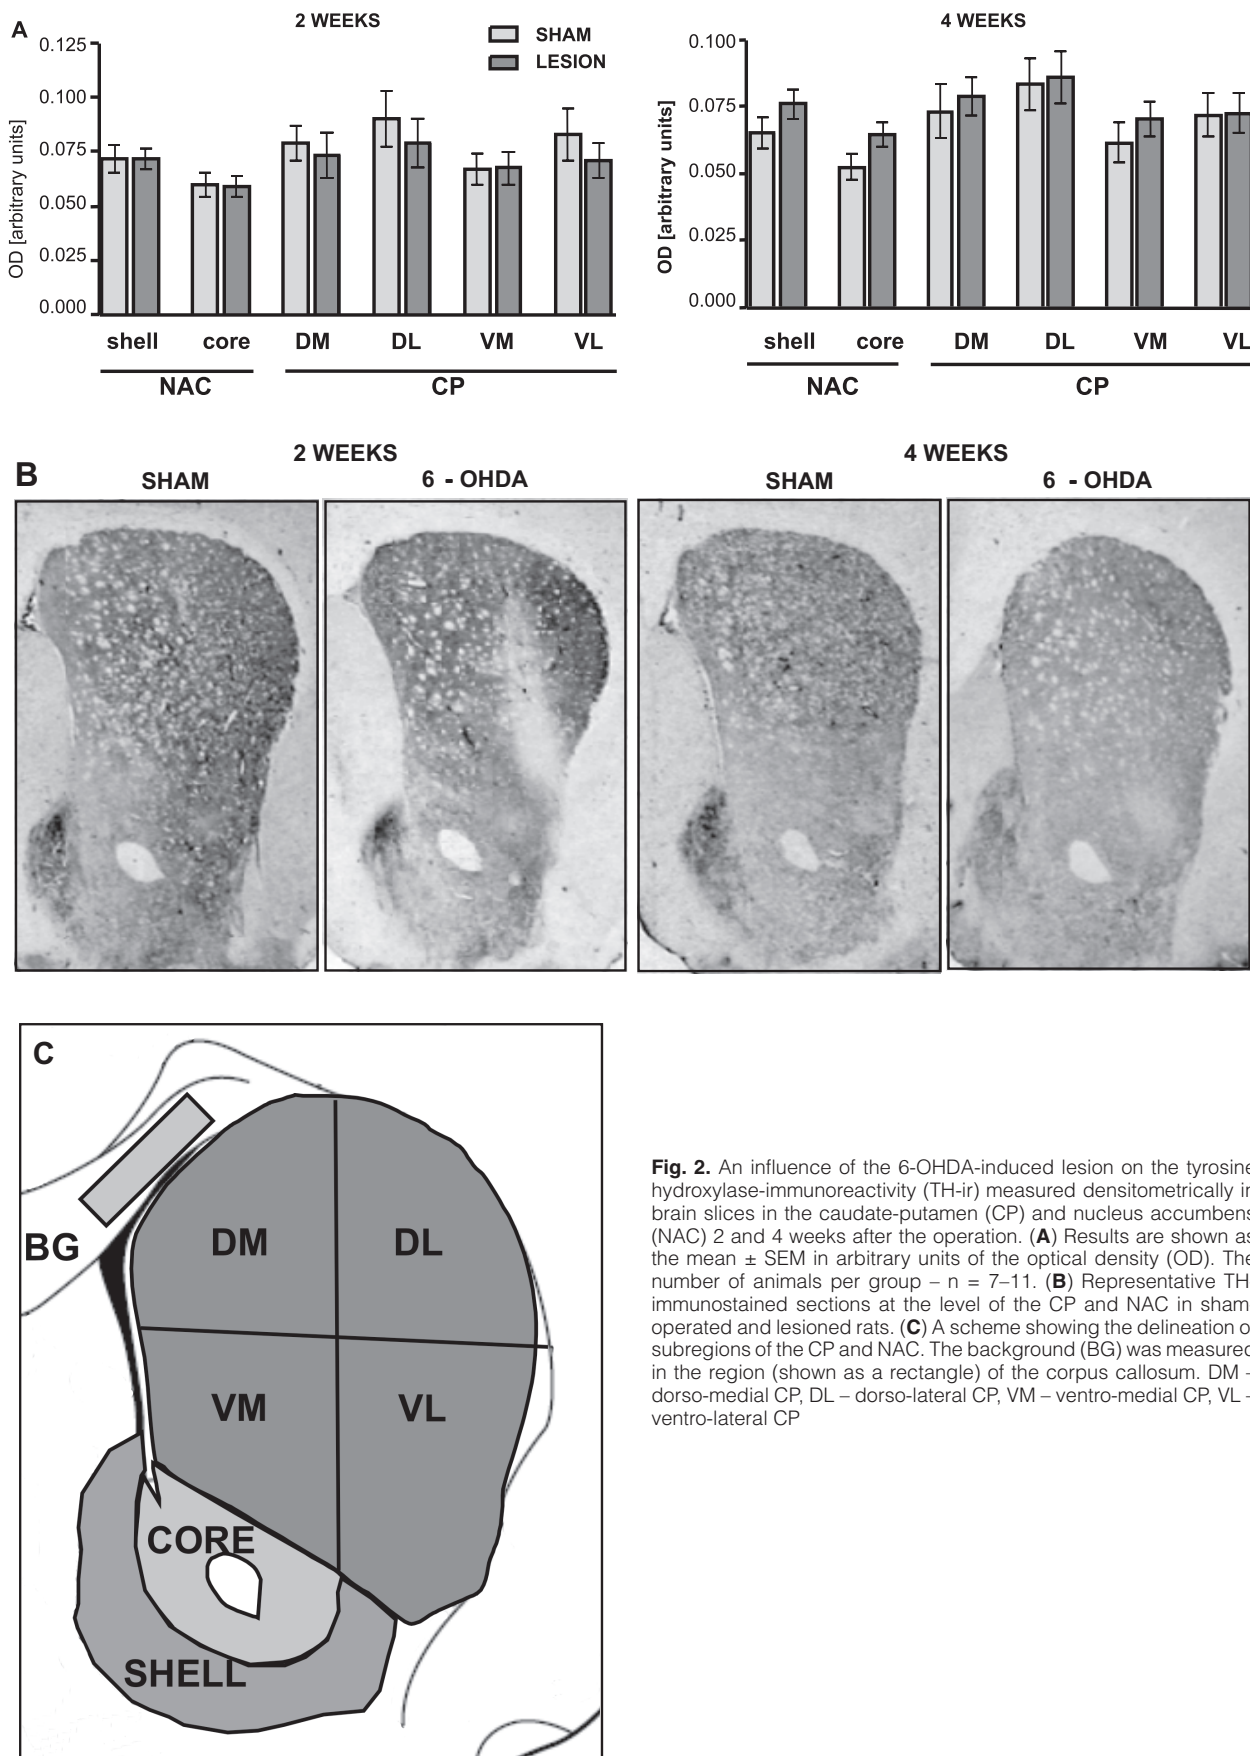 A
2 WEEKS
4 WEEKS
SHAM
LESION
OD [arbitrary units]
0.125
0.100
0.075
0.050
0.025
0.000
shell core DM DL VM VL
NAC CP
OD [arbitrary units]
0.100
0.075
0.050
0.025
0.000
shell core DM DL VM VL
NAC CP
B
2 WEEKS 4 WEEKS
SHAM 6 - OHDA SHAM 6 - OHDA
C
BG
DM DL
VM VL
CORE
SHELL
Fig. 2. An influence of the 6-OHDA-induced lesion on the tyrosine
hydroxylase-immunoreactivity (TH-ir) measured densitometrically in
brain slices in the caudate-putamen (CP) and nucleus accumbens
(NAC) 2 and 4 weeks after the operation. (A) Results are shown as
the mean ± SEM in arbitrary units of the optical density (OD). The
number of animals per group – n = 7–11. (B) Representative TH
immunostained sections at the level of the CP and NAC in sham
operated and lesioned rats. (C) A scheme showing the delineation o
subregions of the CP and NAC. The background (BG) was measured
in the region (shown as a rectangle) of the corpus callosum. DM -
dorso-medial CP, DL – dorso-lateral CP, VM – ventro-medial CP, VL -
ventro-lateral CP